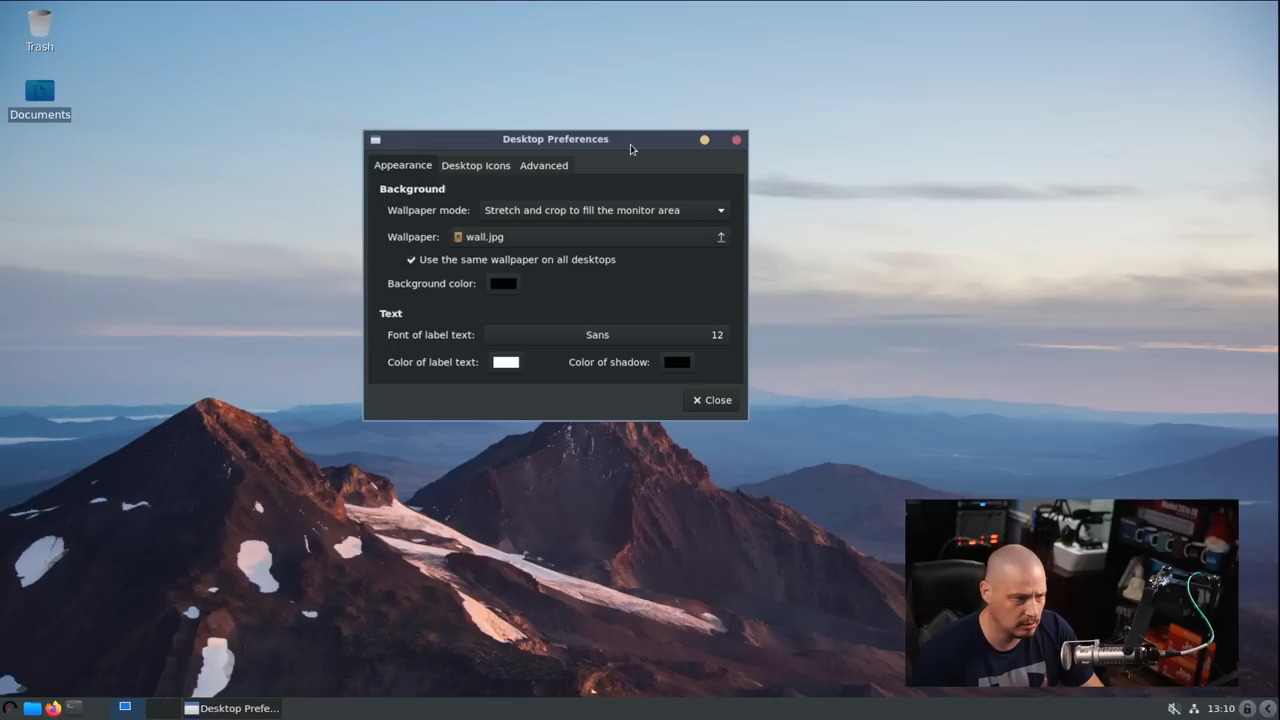 Trash
Documents
Desktop Preferences
Appearance Desktop Icons Advanced
Background
Wallpaper mode: Stretch and crop to fill the monitor area
Wallpaper: wall.jpg
Use the same wallpaper on all desktops
Background color:
Text
Font of label text: Sans 12
Color of label text: Color of shadow:
Close
Desktop Prefe... 13:10